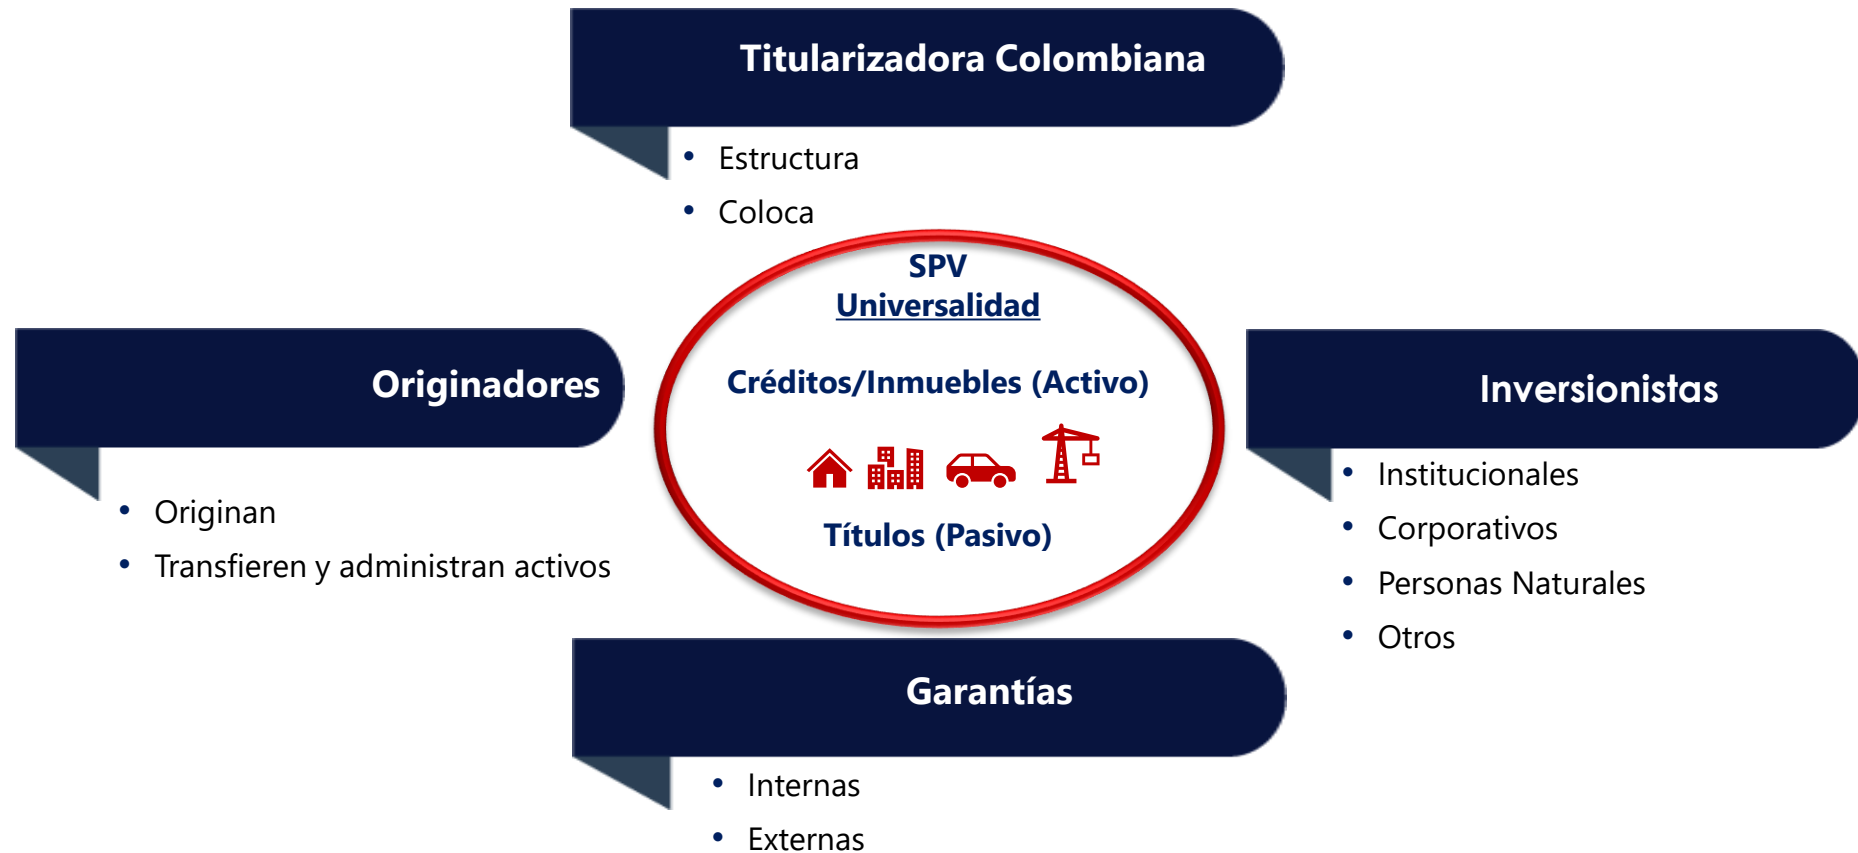 Titularizadora Colombiana
• Estructura
• Coloca
SPV
Universalidad
Créditos/Inmuebles (Activo)
Títulos (Pasivo)
Originadores
• Originan
• Transfieren y administran activos
Inversionistas
• Institucionales
• Corporativos
• Personas Naturales
• Otros
Garantías
• Internas
• Externas